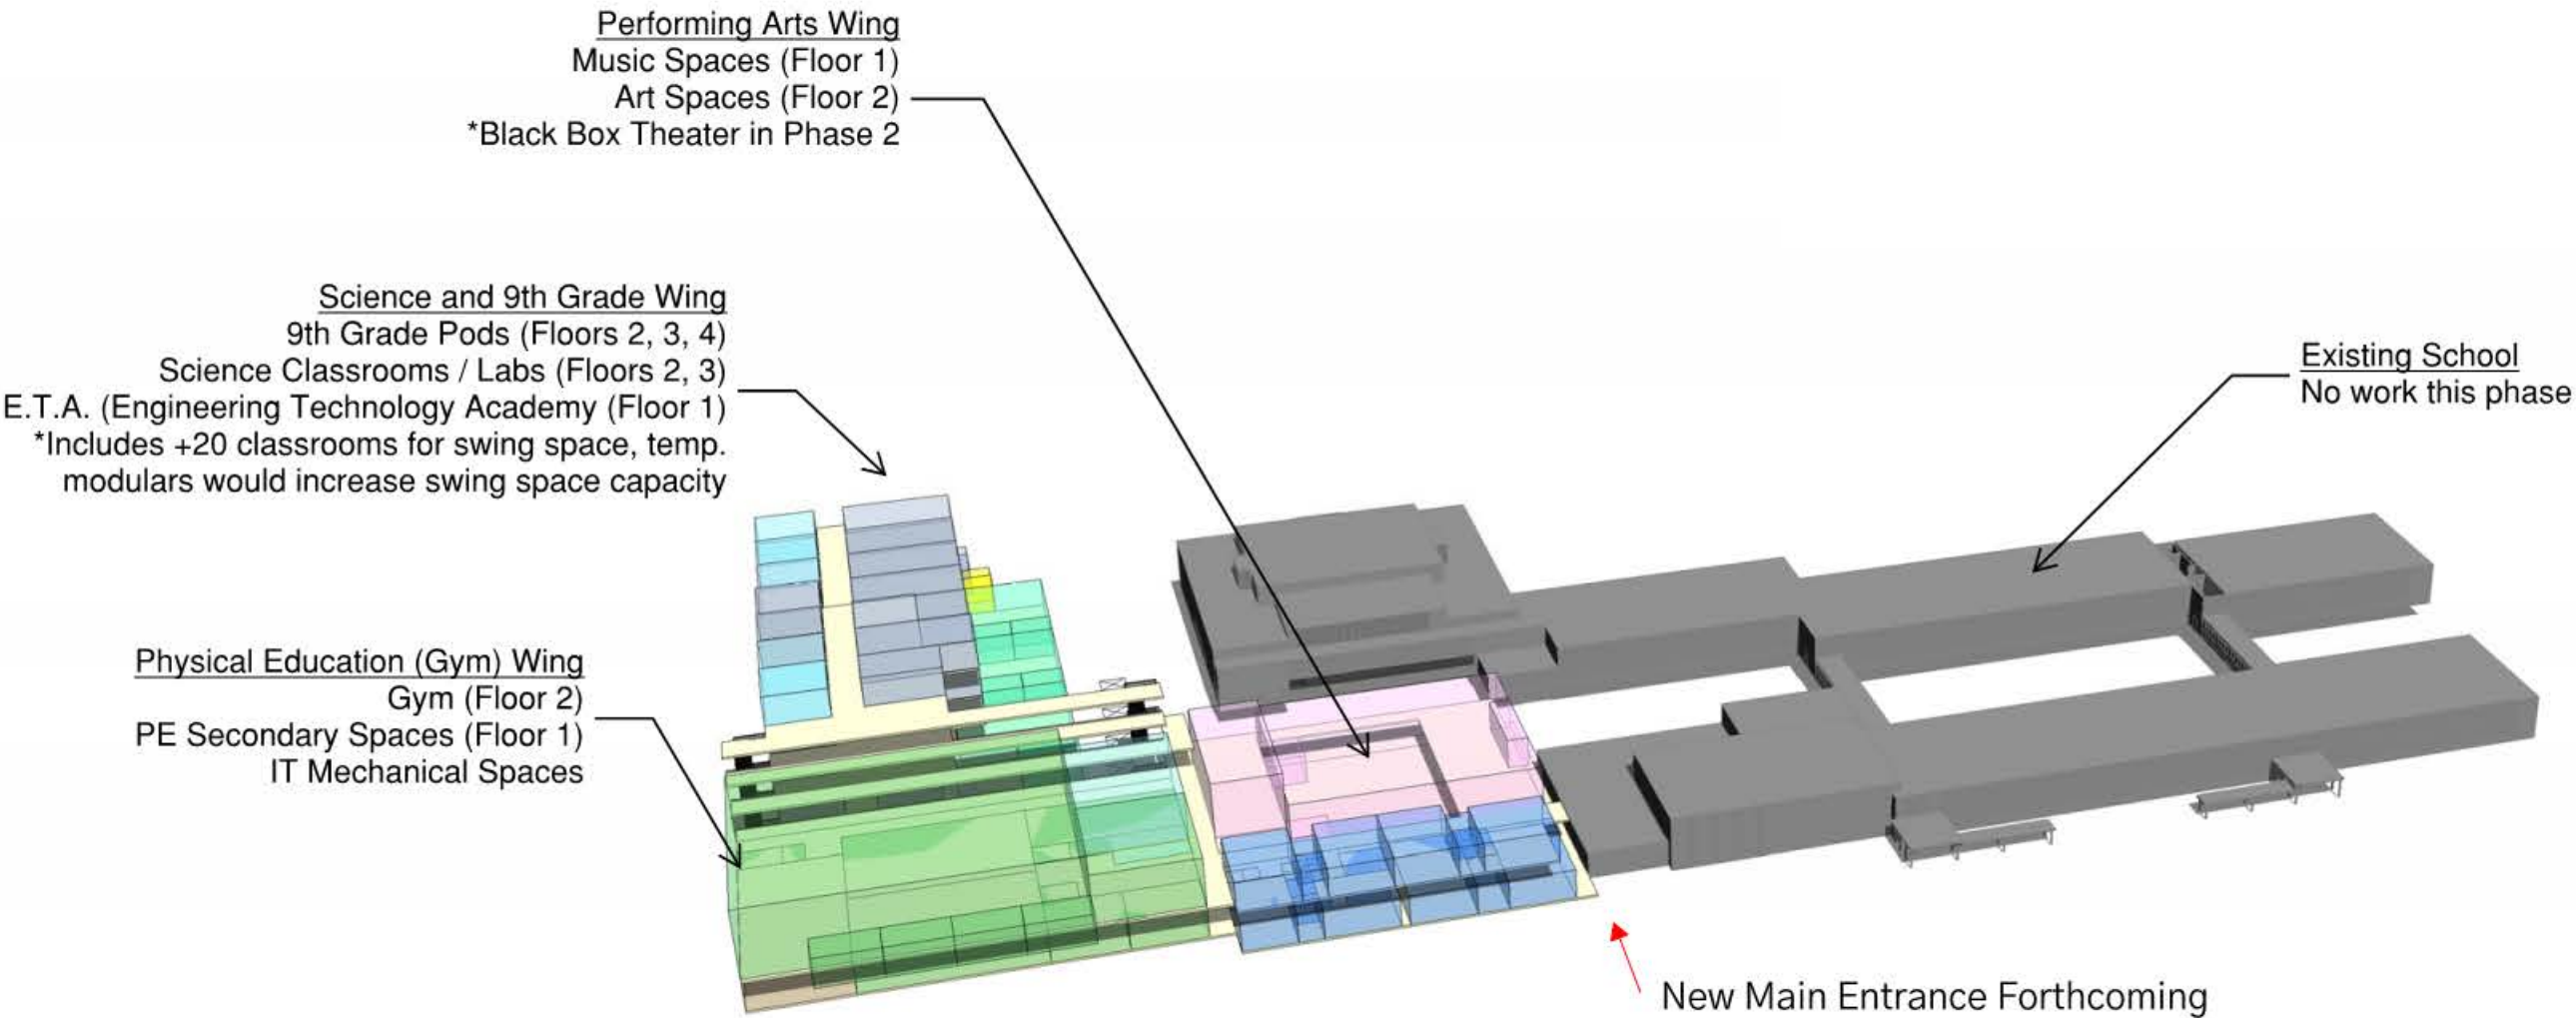 Performing Arts Wing
Music Spaces (Floor 1)
Art Spaces (Floor 2)
*Black Box Theater in Phase 2
Science and 9th Grade Wing
9th Grade Pods (Floors 2, 3, 4)
Science Classrooms / Labs (Floors 2, 3)
E.T.A. (Engineering Technology Academy (Floor 1)
*Includes +20 classrooms for swing space, temp.
modulars would increase swing space capacity
Existing School
No work this phase
Physical Education (Gym) Wing
Gym (Floor 2)
PE Secondary Spaces (Floor 1)
IT Mechanical Spaces
New Main Entrance Forthcoming